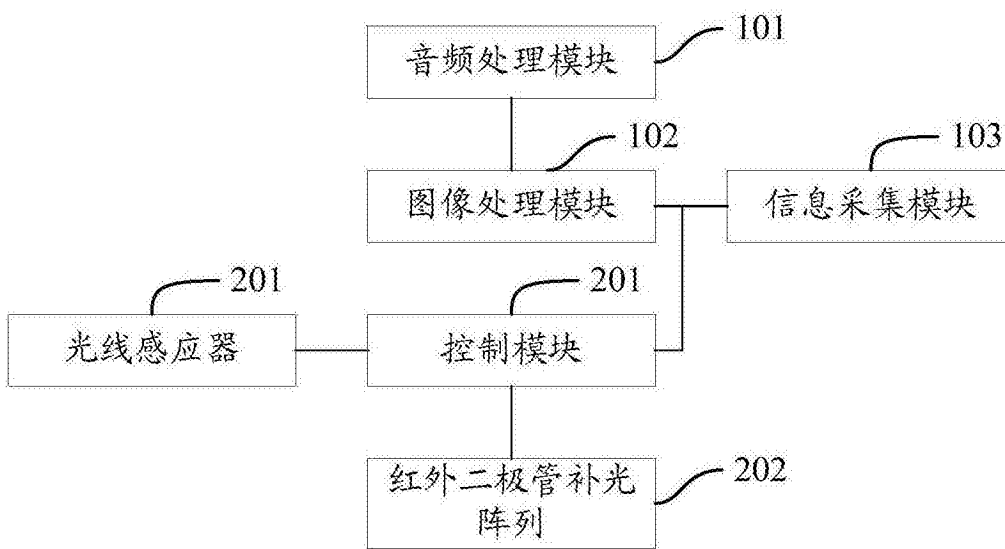 101
音频处理模块
102
103
图像处理模块
信息采集模块
201
201
光线感应器
控制模块
红外二极管补光
阵列
202